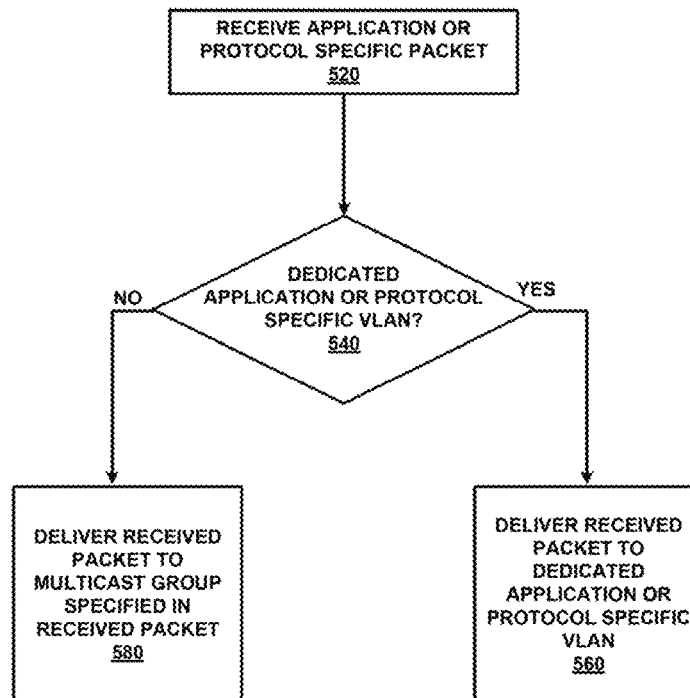 RECEIVE APPLICATION OR
PROTOCOL SPECIFIC PACKET
520
DEDICATED
APPLICATION OR PROTOCOL
SPECIFIC VLAN?
540
NO
YES
DELIVER RECEIVED
PACKET TO
MULTICAST GROUP
SPECIFIED IN
RECEIVED PACKET
580
DELIVER RECEIVED
PACKET TO
DEDICATED
APPLICATION OR
PROTOCOL SPECIFIC
VLAN
560